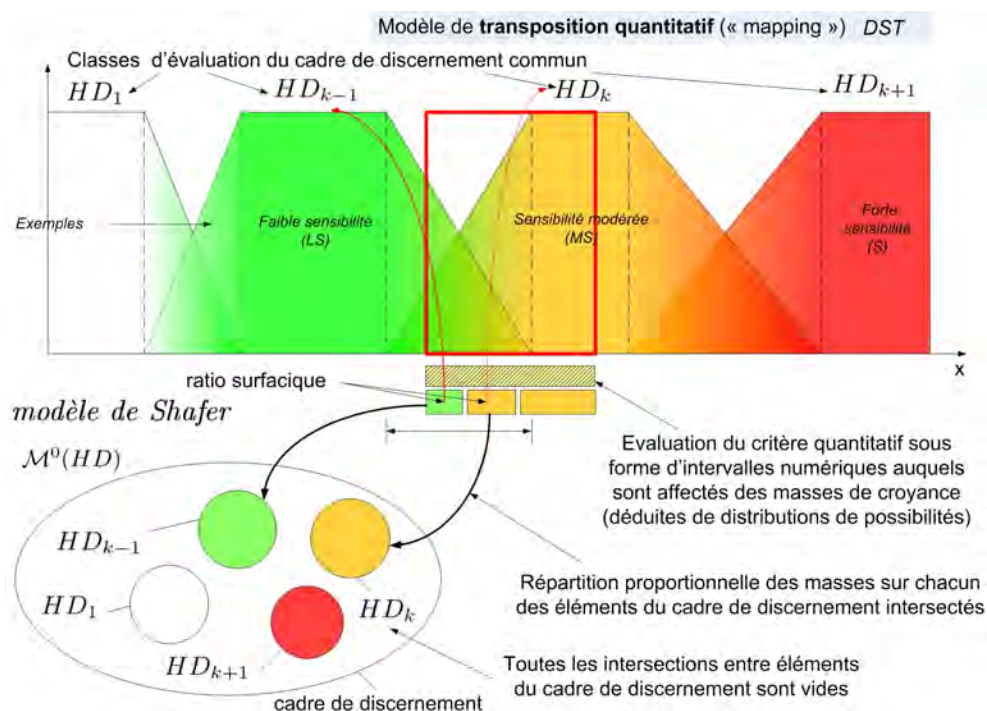 Modèle de transposition quantitatif (« mapping ») DST
Classes d'évaluation du cadre de discernement commun
HD1
HDk−1
HDk
HDk+1
Exemples
Faible sensibilité
(LS)
Sensibilité modérée
(MS)
Forte
sensibilité
(S)
x
ratio surfacique
modèle de Shafer
M⁰(HD)
Evaluation du critère quantitatif sous
forme d'intervalles numériques auquels
sont affectés des masses de croyance
(déduites de distributions de possibilités)
HDk−1
HD1
HDk
HDk+1
Répartition proportionnelle des masses sur chacun
des éléments du cadre de discernement intersectés
Toutes les intersections entre éléments
du cadre de discernement sont vides
cadre de discernement